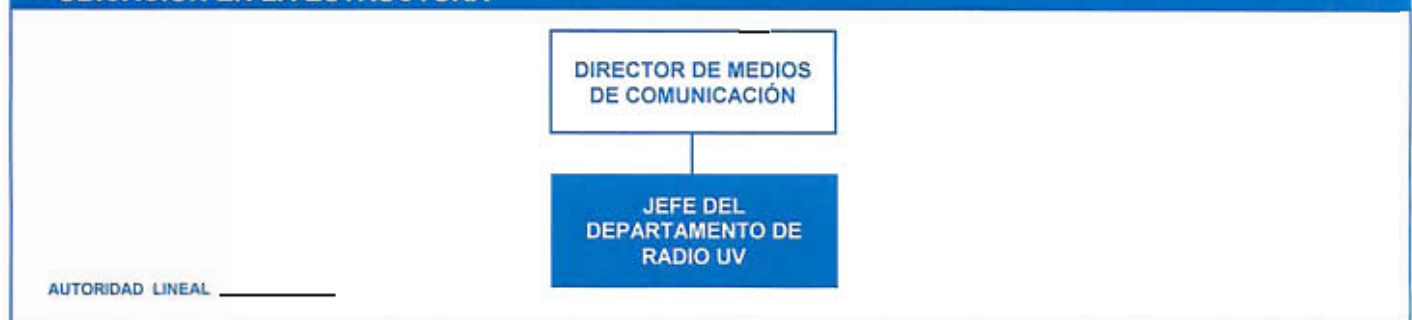 DIRECTOR DE MEDIOS
DE COMUNICACIÓN
JEFE DEL
DEPARTAMENTO DE
RADIO UV
AUTORIDAD LINEAL